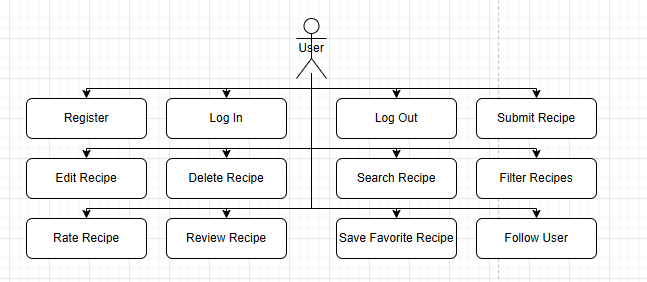 User
Register
Log In
Log Out
Submit Recipe
Edit Recipe
Delete Recipe
Search Recipe
Filter Recipes
Rate Recipe
Review Recipe
Save Favorite Recipe
Follow User